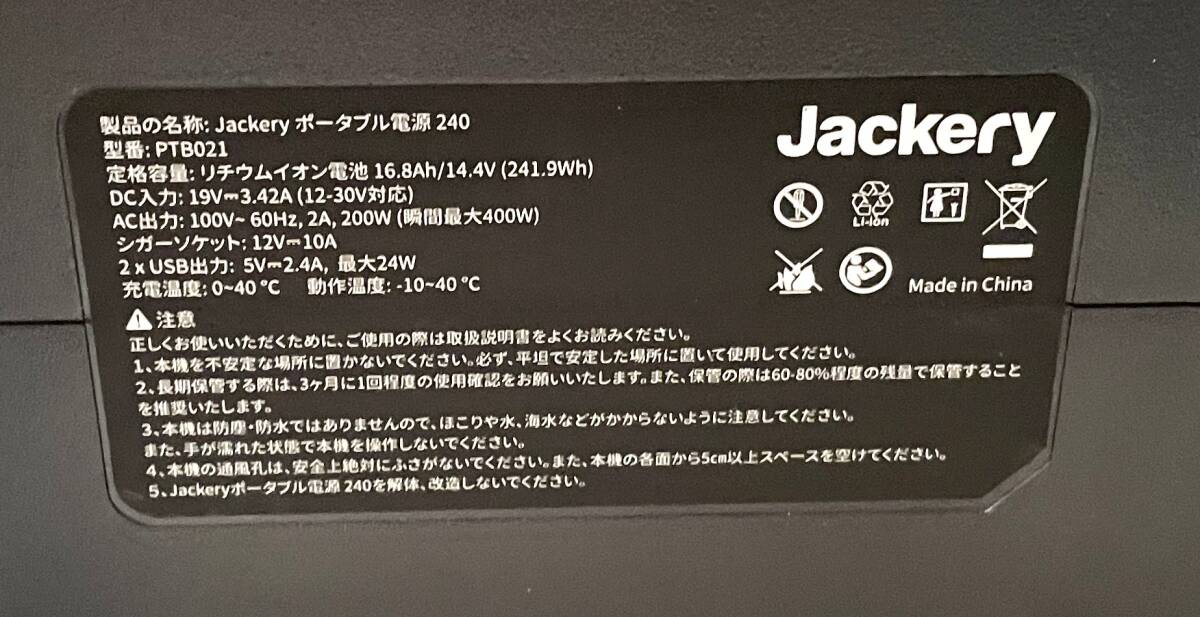 製品の名称: Jackery ポータブル電源 240
型番: PTB021
定格容量: リチウムイオン電池 16.8Ah/14.4V (241.9Wh)
DC入力: 19V⎓3.42A (12-30V対応)
AC出力: 100V~ 60Hz, 2A, 200W (瞬間最大400W)
シガーソケット: 12V⎓10A
2 x USB出力: 5V⎓2.4A, 最大24W
充電温度: 0~40 ℃ 動作温度: -10~40 ℃
Jackery
Li-ion
Made in China
注意
正しくお使いいただくために、ご使用の際は取扱説明書をよくお読みください。
1、本機を不安定な場所に置かないでください。必ず、平坦で安定した場所に置いて使用してください。
2、長期保管する際は、3ヶ月に1回程度の使用確認をお願いいたします。また、保管の際は60-80%程度の残量で保管すること
を推奨いたします。
3、本機は防塵・防水ではありませんので、ほこりや水、海水などがかからないように注意してください。
また、手が濡れた状態で本機を操作しないでください。
4、本機の通風孔は、安全上絶対にふさがないでください。また、本機の各面から5cm以上スペースを空けてください。
5、Jackeryポータブル電源 240を解体、改造しないでください。